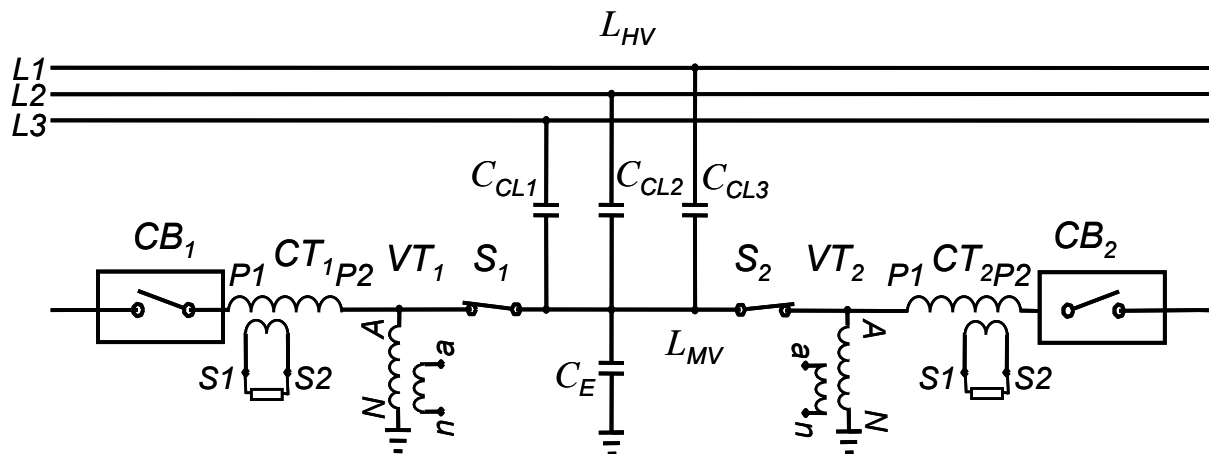 L_HV
L1
L2
L3
C_CL1 C_CL2 C_CL3
CB_1 CT_1 VT_1 S_1 S_2 VT_2 CT_2 CB_2
P1 P2 P1 P2
A a L_MV a A
S1 S2 C_E S1 S2
N n n N